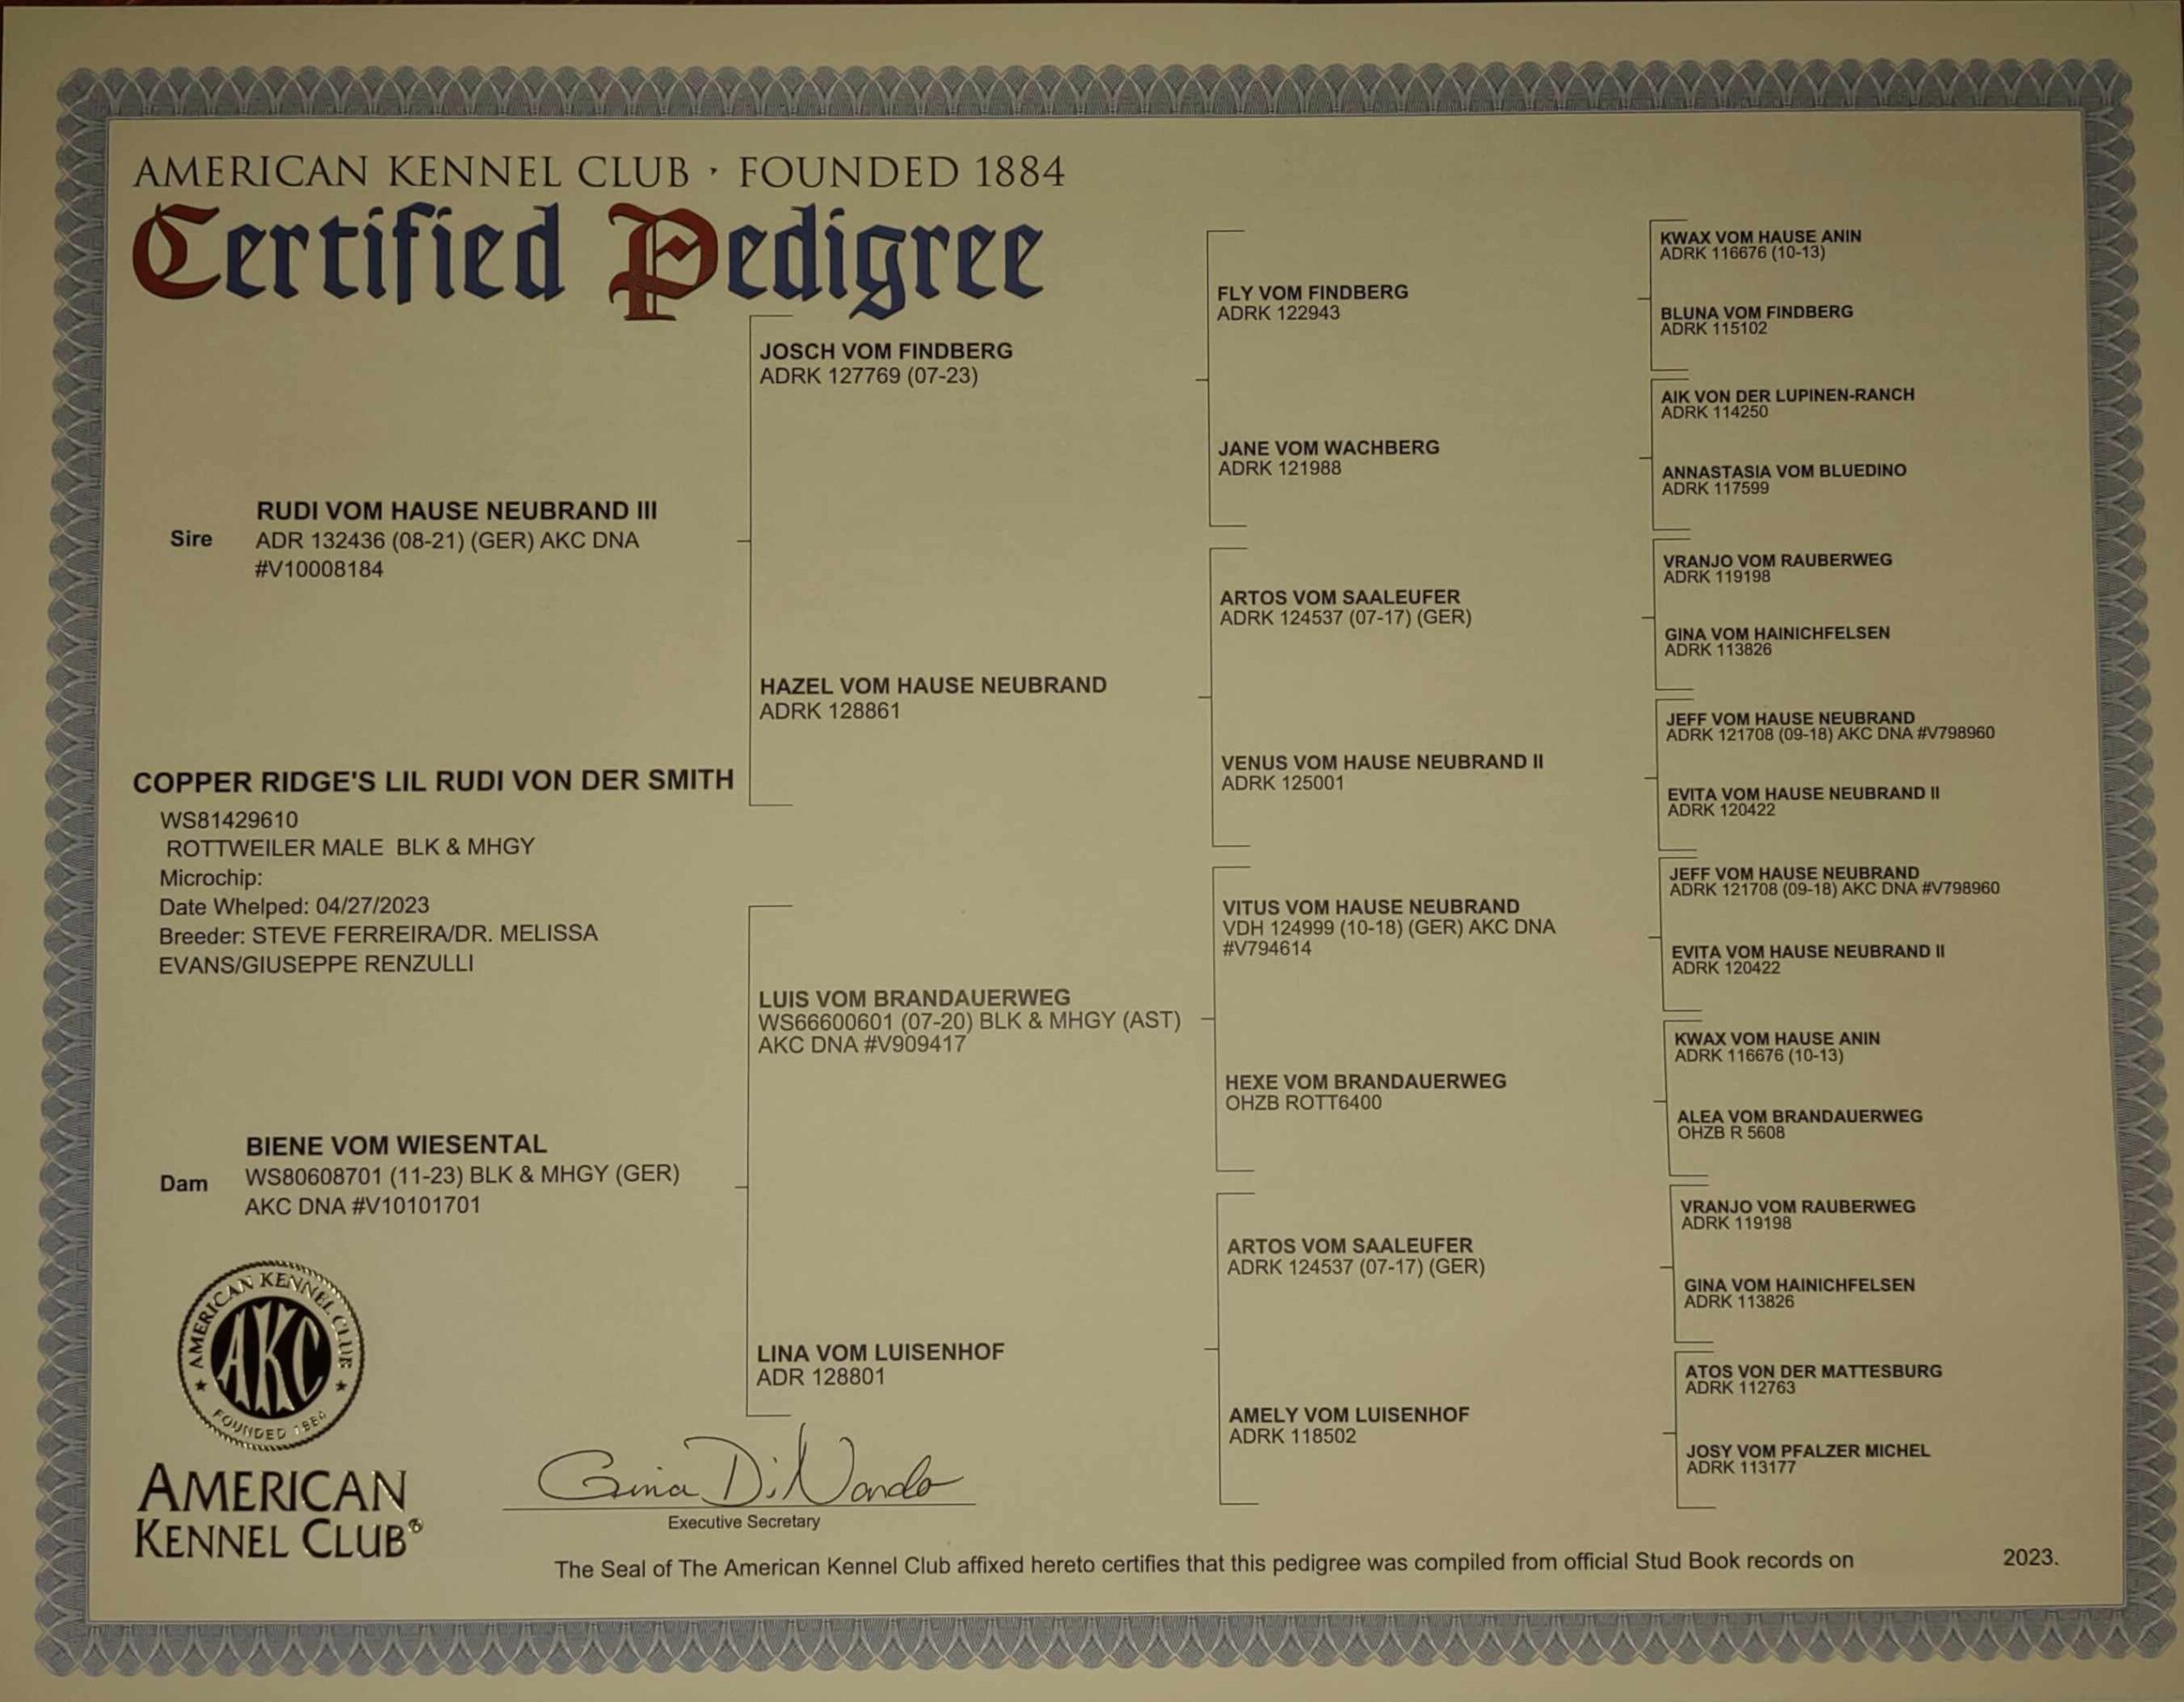 AMERICAN KENNEL CLUB · FOUNDED 1884
Certified Pedigree
Sire
RUDI VOM HAUSE NEUBRAND III
ADR 132436 (08-21) (GER) AKC DNA
#V10008184
COPPER RIDGE'S LIL RUDI VON DER SMITH
WS81429610
ROTTWEILER MALE BLK & MHGY
Microchip:
Date Whelped: 04/27/2023
Breeder: STEVE FERREIRA/DR. MELISSA
EVANS/GIUSEPPE RENZULLI
Dam
BIENE VOM WIESENTAL
WS80608701 (11-23) BLK & MHGY (GER)
AKC DNA #V10101701
JOSCH VOM FINDBERG
ADRK 127769 (07-23)
HAZEL VOM HAUSE NEUBRAND
ADRK 128861
LUIS VOM BRANDAUERWEG
WS66600601 (07-20) BLK & MHGY (AST)
AKC DNA #V909417
LINA VOM LUISENHOF
ADR 128801
FLY VOM FINDBERG
ADRK 122943
JANE VOM WACHBERG
ADRK 121988
ARTOS VOM SAALEUFER
ADRK 124537 (07-17) (GER)
VENUS VOM HAUSE NEUBRAND II
ADRK 125001
VITUS VOM HAUSE NEUBRAND
VDH 124999 (10-18) (GER) AKC DNA
#V794614
HEXE VOM BRANDAUERWEG
OHZB ROTT6400
ARTOS VOM SAALEUFER
ADRK 124537 (07-17) (GER)
AMELY VOM LUISENHOF
ADRK 118502
KWAX VOM HAUSE ANIN
ADRK 116676 (10-13)
BLUNA VOM FINDBERG
ADRK 115102
AIK VON DER LUPINEN-RANCH
ADRK 114250
ANNASTASIA VOM BLUEDINO
ADRK 117599
VRANJO VOM RAUBERWEG
ADRK 119198
GINA VOM HAINICHFELSEN
ADRK 113826
JEFF VOM HAUSE NEUBRAND
ADRK 121708 (09-18) AKC DNA #V798960
EVITA VOM HAUSE NEUBRAND II
ADRK 120422
JEFF VOM HAUSE NEUBRAND
ADRK 121708 (09-18) AKC DNA #V798960
EVITA VOM HAUSE NEUBRAND II
ADRK 120422
KWAX VOM HAUSE ANIN
ADRK 116676 (10-13)
ALEA VOM BRANDAUERWEG
OHZB R 5608
VRANJO VOM RAUBERWEG
ADRK 119198
GINA VOM HAINICHFELSEN
ADRK 113826
ATOS VON DER MATTESBURG
ADRK 112763
JOSY VOM PFALZER MICHEL
ADRK 113177
AMERICAN KENNEL CLUB
AKC
FOUNDED 1884
AMERICAN
KENNEL CLUB®
Gina DiNardo
Executive Secretary
The Seal of The American Kennel Club affixed hereto certifies that this pedigree was compiled from official Stud Book records on 2023.